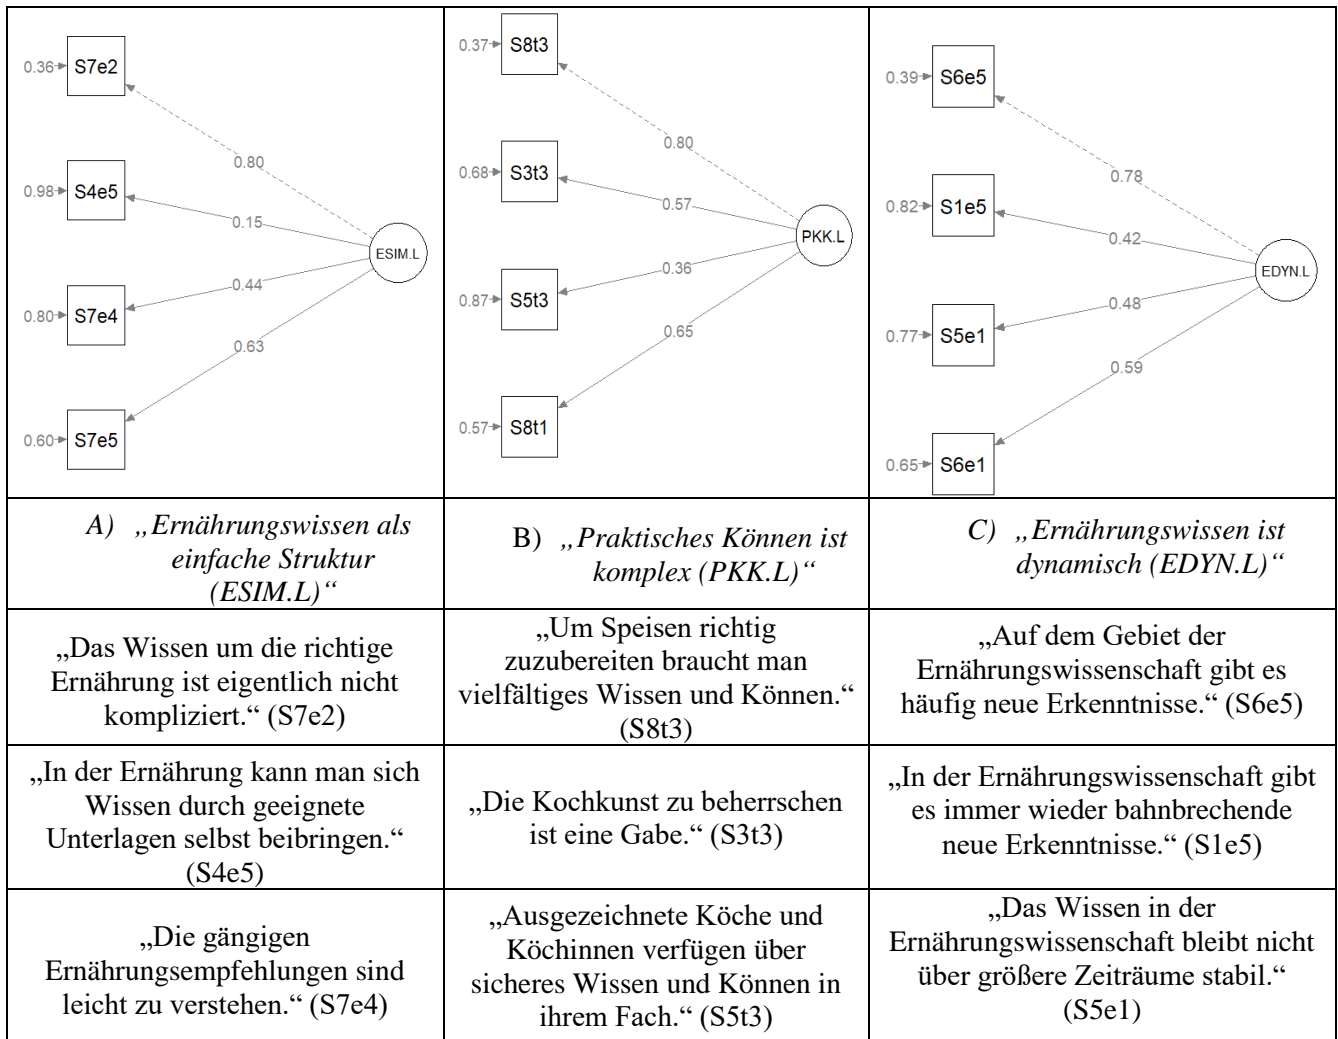 0.36
S7e2
0.80
0.98
S4e5
0.15
ESIM.L
0.44
0.80
S7e4
0.63
0.60
S7e5
0.37
S8t3
0.80
0.68
S3t3
0.57
PKK.L
0.36
0.87
S5t3
0.65
0.57
S8t1
0.39
S6e5
0.78
0.82
S1e5
0.42
EDYN.L
0.48
0.77
S5e1
0.59
0.65
S6e1
A) „Ernährungswissen als
einfache Struktur
(ESIM.L)“
B) „Praktisches Können ist
komplex (PKK.L)“
C) „Ernährungswissen ist
dynamisch (EDYN.L)“
„Das Wissen um die richtige
Ernährung ist eigentlich nicht
kompliziert.“ (S7e2)
„Um Speisen richtig
zuzubereiten braucht man
vielfältiges Wissen und Können.“
(S8t3)
„Auf dem Gebiet der
Ernährungswissenschaft gibt es
häufig neue Erkenntnisse.“ (S6e5)
„In der Ernährung kann man sich
Wissen durch geeignete
Unterlagen selbst beibringen.“
(S4e5)
„Die Kochkunst zu beherrschen
ist eine Gabe.“ (S3t3)
„In der Ernährungswissenschaft gibt
es immer wieder bahnbrechende
neue Erkenntnisse.“ (S1e5)
„Die gängigen
Ernährungsempfehlungen sind
leicht zu verstehen.“ (S7e4)
„Ausgezeichnete Köche und
Köchinnen verfügen über
sicheres Wissen und Können in
ihrem Fach.“ (S5t3)
„Das Wissen in der
Ernährungswissenschaft bleibt nicht
über größere Zeiträume stabil.“
(S5e1)